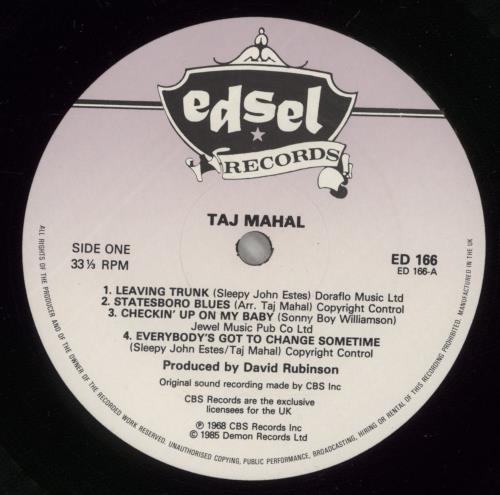 edsel
RECORDS
TAJ MAHAL
SIDE ONE
33⅓ RPM
ED 166
ED 166-A
1. LEAVING TRUNK (Sleepy John Estes) Doraflo Music Ltd
2. STATESBORO BLUES (Arr. Taj Mahal) Copyright Control
3. CHECKIN' UP ON MY BABY (Sonny Boy Williamson)
Jewel Music Pub Co Ltd
4. EVERYBODY'S GOT TO CHANGE SOMETIME
(Sleepy John Estes/Taj Mahal) Copyright Control
Produced by David Rubinson
Original sound recording made by CBS Inc
CBS Records are the exclusive
licensees for the UK
℗ 1968 CBS Records Inc
© 1985 Demon Records Ltd
ALL RIGHTS OF THE PRODUCER AND OF THE OWNER OF THE RECORDED WORK RESERVED. UNAUTHORISED COPYING, PUBLIC PERFORMANCE, BROADCASTING, HIRING OR RENTAL OF THIS RECORDING PROHIBITED. MANUFACTURED IN THE UK